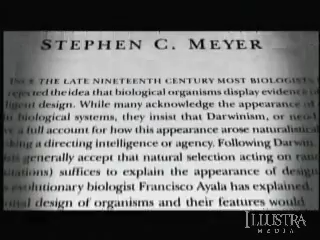 STEPHEN C. MEYER
THE LATE NINETEENTH CENTURY MOST BIOLOGISTS
rejected the idea that biological organisms display evidence
design. While many acknowledge the appearance of
biological systems, they insist that Darwinism, or
a full account for how this appearance arose
a directing intelligence or agency. Following Darwin,
generally accept that natural selection acting on
suffices to explain the appearance of design
evolutionary biologist Francisco Ayala has explained,
design of organisms and their features would
ILLUSTRA
MEDIA